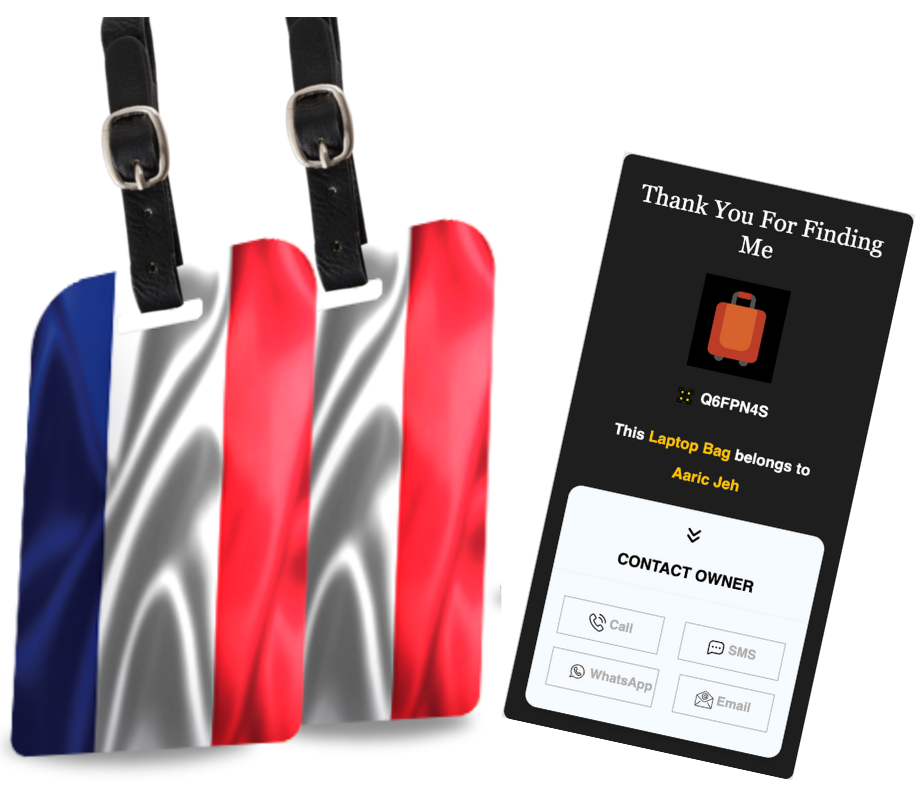 Thank You For Finding
Me
Q6FPN4S
This Laptop Bag belongs to
Aaric Jeh
CONTACT OWNER
Call
SMS
WhatsApp
Email